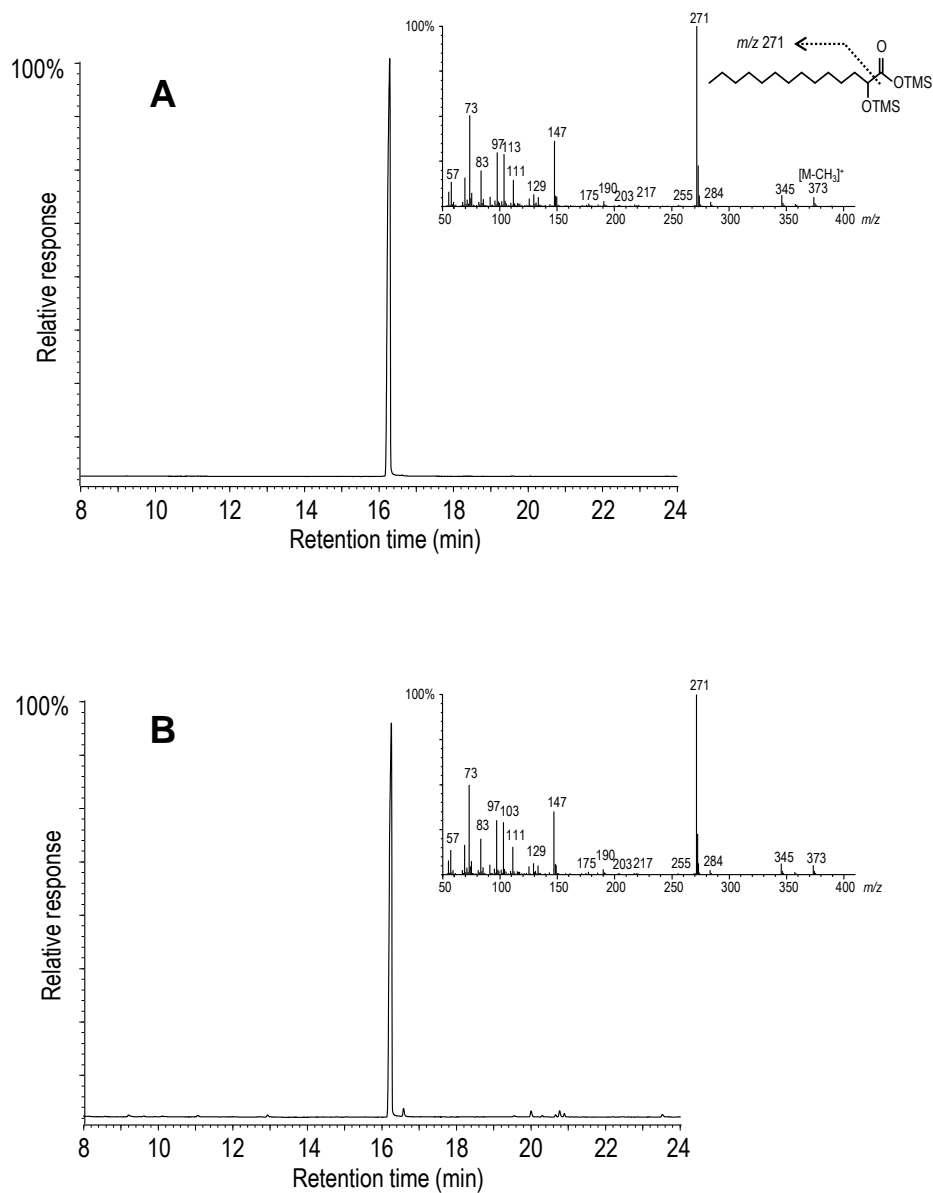 100%
A
Relative response
8 10 12 14 16 18 20 22 24
Retention time (min)
100%
271
73
147
97 113
83
111
57
129
175 190 203 217
255 284
345 373
[M-CH₃]⁺
50 100 150 200 250 300 350 400 m/z
m/z 271
O
OTMS
OTMS
100%
B
Relative response
8 10 12 14 16 18 20 22 24
Retention time (min)
100%
271
73
147
97 103
83
111
57
129
175 190 203 217
255 284
345 373
50 100 150 200 250 300 350 400 m/z